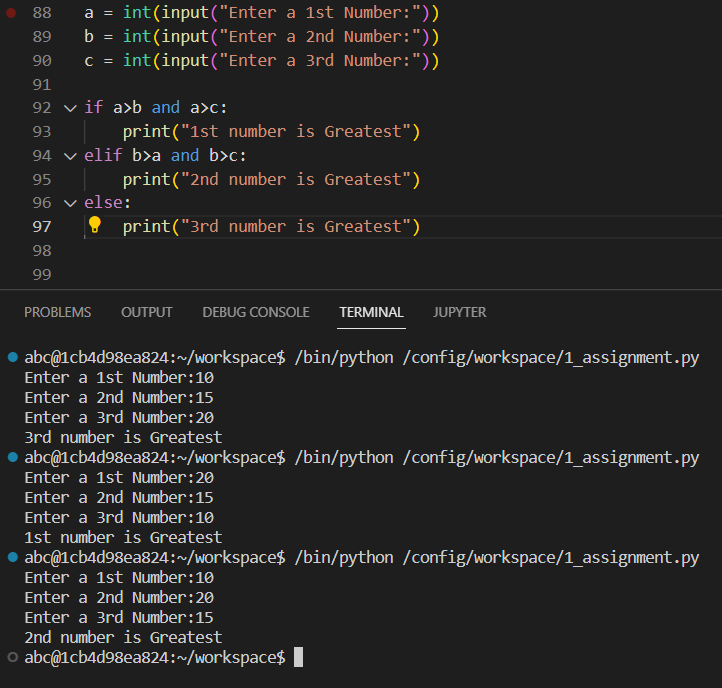 88 a = int(input("Enter a 1st Number:"))
89 b = int(input("Enter a 2nd Number:"))
90 c = int(input("Enter a 3rd Number:"))
91
92 if a>b and a>c:
93     print("1st number is Greatest")
94 elif b>a and b>c:
95     print("2nd number is Greatest")
96 else:
97     print("3rd number is Greatest")
98
99
PROBLEMS OUTPUT DEBUG CONSOLE TERMINAL JUPYTER
abc@1cb4d98ea824:~/workspace$ /bin/python /config/workspace/1_assignment.py
Enter a 1st Number:10
Enter a 2nd Number:15
Enter a 3rd Number:20
3rd number is Greatest
abc@1cb4d98ea824:~/workspace$ /bin/python /config/workspace/1_assignment.py
Enter a 1st Number:20
Enter a 2nd Number:15
Enter a 3rd Number:10
1st number is Greatest
abc@1cb4d98ea824:~/workspace$ /bin/python /config/workspace/1_assignment.py
Enter a 1st Number:10
Enter a 2nd Number:20
Enter a 3rd Number:15
2nd number is Greatest
abc@1cb4d98ea824:~/workspace$